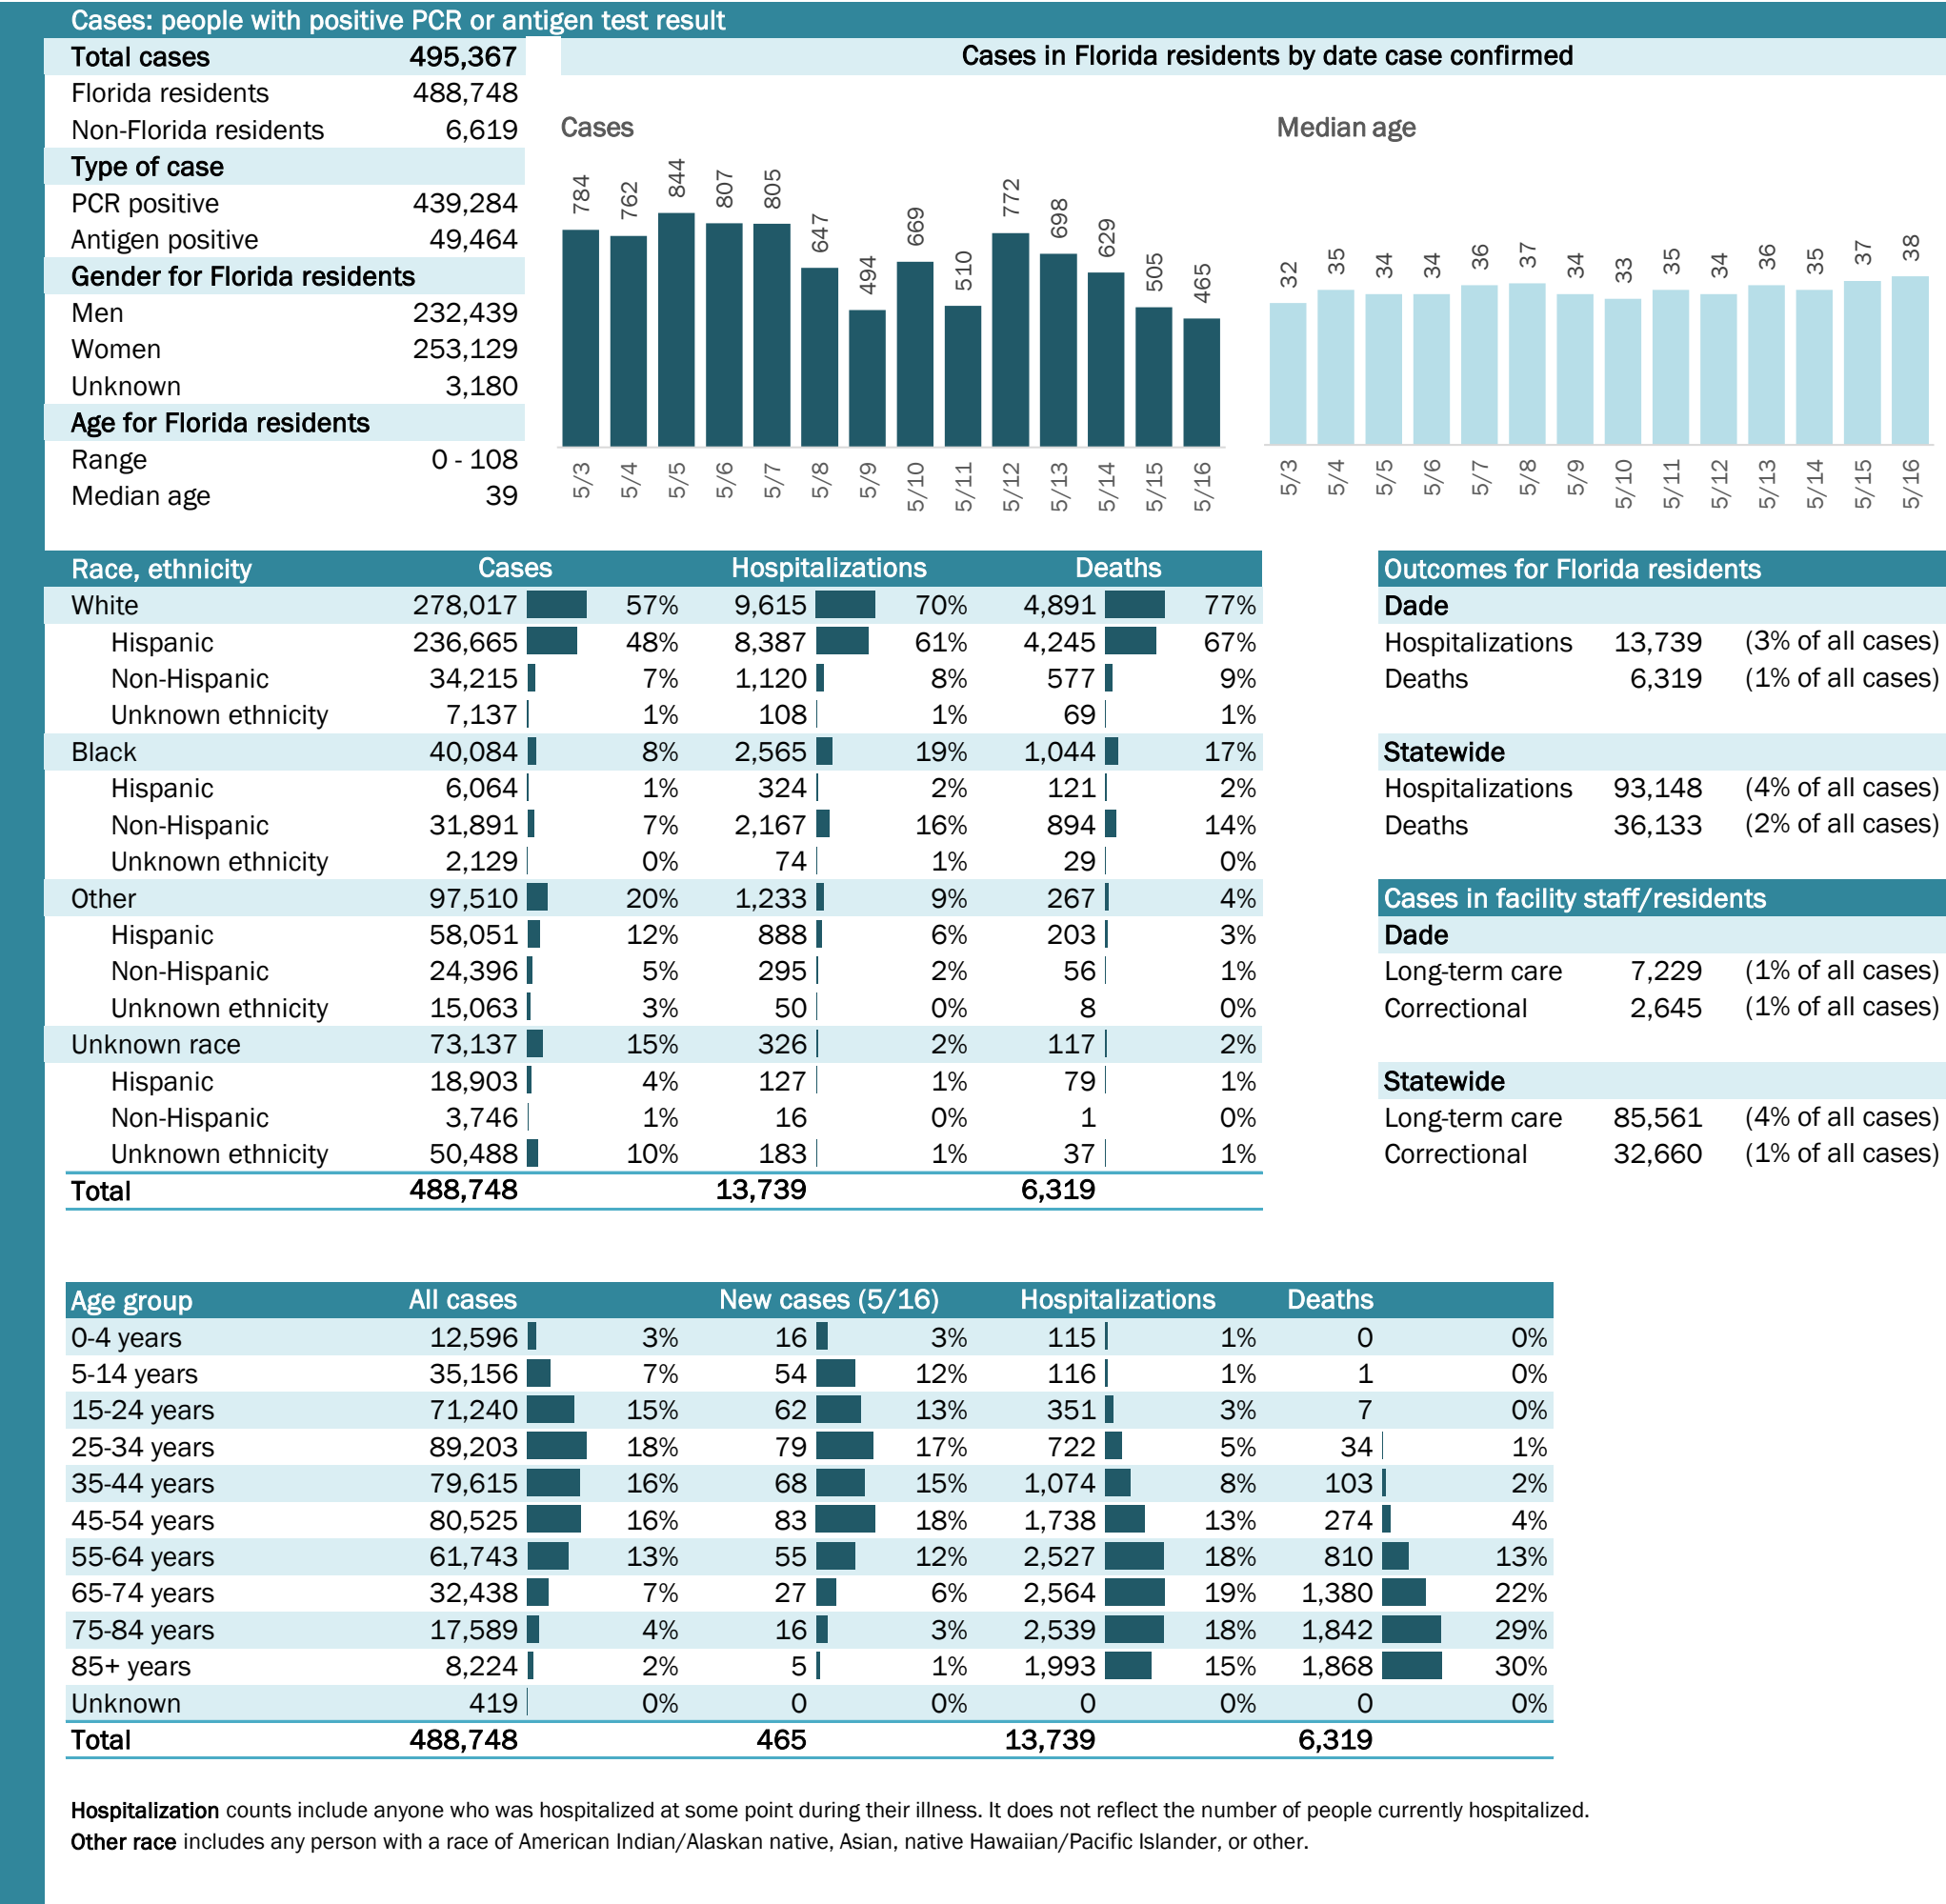 Cases: people with positive PCR or antigen test result
Total cases 495,367
Florida residents 488,748
Non-Florida residents 6,619
Type of case
PCR positive 439,284
Antigen positive 49,464
Gender for Florida residents
Men 232,439
Women 253,129
Unknown 3,180
Age for Florida residents
Range 0 - 108
Median age 39
Cases in Florida residents by date case confirmed
Cases
784 762 844 807 805 647 494 669 510 772 698 629 505 465
5/3 5/4 5/5 5/6 5/7 5/8 5/9 5/10 5/11 5/12 5/13 5/14 5/15 5/16
Median age
32 35 34 34 36 37 34 33 35 34 36 35 37 38
5/3 5/4 5/5 5/6 5/7 5/8 5/9 5/10 5/11 5/12 5/13 5/14 5/15 5/16
Race, ethnicity Cases Hospitalizations Deaths
White 278,017 57% 9,615 70% 4,891 77%
Hispanic 236,665 48% 8,387 61% 4,245 67%
Non-Hispanic 34,215 7% 1,120 8% 577 9%
Unknown ethnicity 7,137 1% 108 1% 69 1%
Black 40,084 8% 2,565 19% 1,044 17%
Hispanic 6,064 1% 324 2% 121 2%
Non-Hispanic 31,891 7% 2,167 16% 894 14%
Unknown ethnicity 2,129 0% 74 1% 29 0%
Other 97,510 20% 1,233 9% 267 4%
Hispanic 58,051 12% 888 6% 203 3%
Non-Hispanic 24,396 5% 295 2% 56 1%
Unknown ethnicity 15,063 3% 50 0% 8 0%
Unknown race 73,137 15% 326 2% 117 2%
Hispanic 18,903 4% 127 1% 79 1%
Non-Hispanic 3,746 1% 16 0% 1 0%
Unknown ethnicity 50,488 10% 183 1% 37 1%
Total 488,748 13,739 6,319
Outcomes for Florida residents
Dade
Hospitalizations 13,739 (3% of all cases)
Deaths 6,319 (1% of all cases)
Statewide
Hospitalizations 93,148 (4% of all cases)
Deaths 36,133 (2% of all cases)
Cases in facility staff/residents
Dade
Long-term care 7,229 (1% of all cases)
Correctional 2,645 (1% of all cases)
Statewide
Long-term care 85,561 (4% of all cases)
Correctional 32,660 (1% of all cases)
Age group All cases New cases (5/16) Hospitalizations Deaths
0-4 years 12,596 3% 16 3% 115 1% 0 0%
5-14 years 35,156 7% 54 12% 116 1% 1 0%
15-24 years 71,240 15% 62 13% 351 3% 7 0%
25-34 years 89,203 18% 79 17% 722 5% 34 1%
35-44 years 79,615 16% 68 15% 1,074 8% 103 2%
45-54 years 80,525 16% 83 18% 1,738 13% 274 4%
55-64 years 61,743 13% 55 12% 2,527 18% 810 13%
65-74 years 32,438 7% 27 6% 2,564 19% 1,380 22%
75-84 years 17,589 4% 16 3% 2,539 18% 1,842 29%
85+ years 8,224 2% 5 1% 1,993 15% 1,868 30%
Unknown 419 0% 0 0% 0 0% 0 0%
Total 488,748 465 13,739 6,319
Hospitalization counts include anyone who was hospitalized at some point during their illness. It does not reflect the number of people currently hospitalized.
Other race includes any person with a race of American Indian/Alaskan native, Asian, native Hawaiian/Pacific Islander, or other.